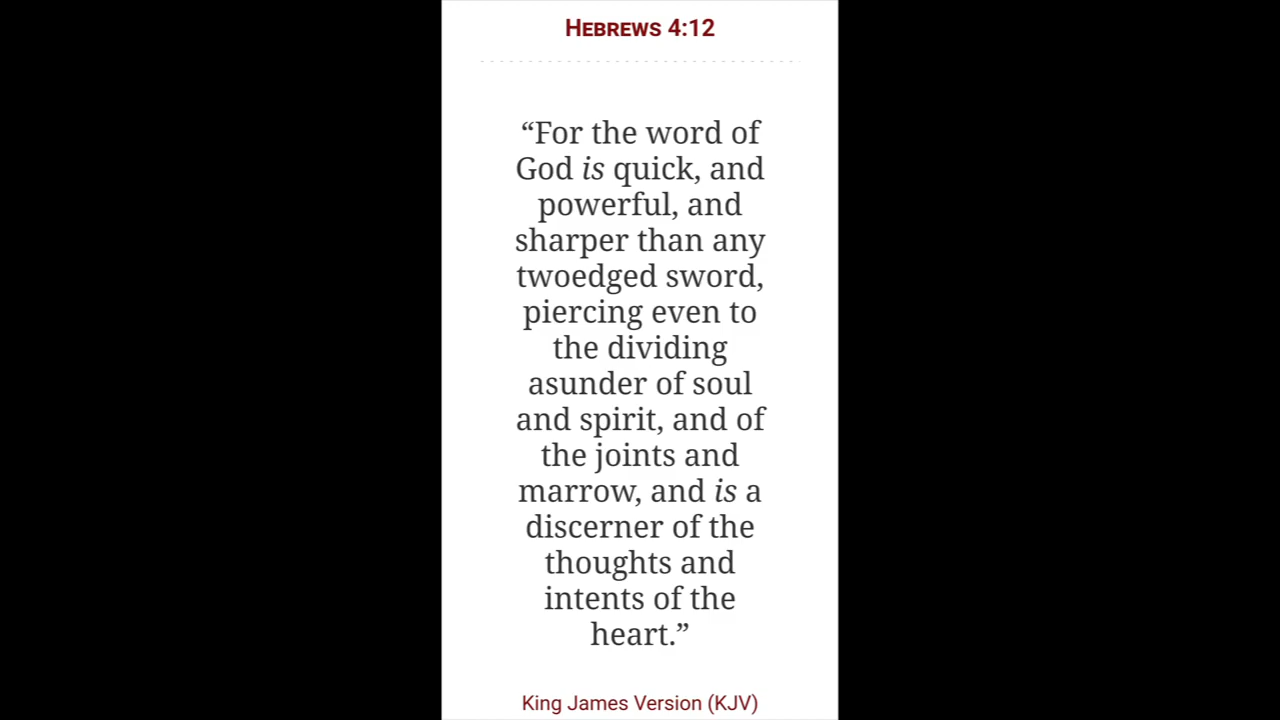 HEBREWS 4:12
“For the word of
God is quick, and
powerful, and
sharper than any
twoedged sword,
piercing even to
the dividing
asunder of soul
and spirit, and of
the joints and
marrow, and is a
discerner of the
thoughts and
intents of the
heart.”
King James Version (KJV)